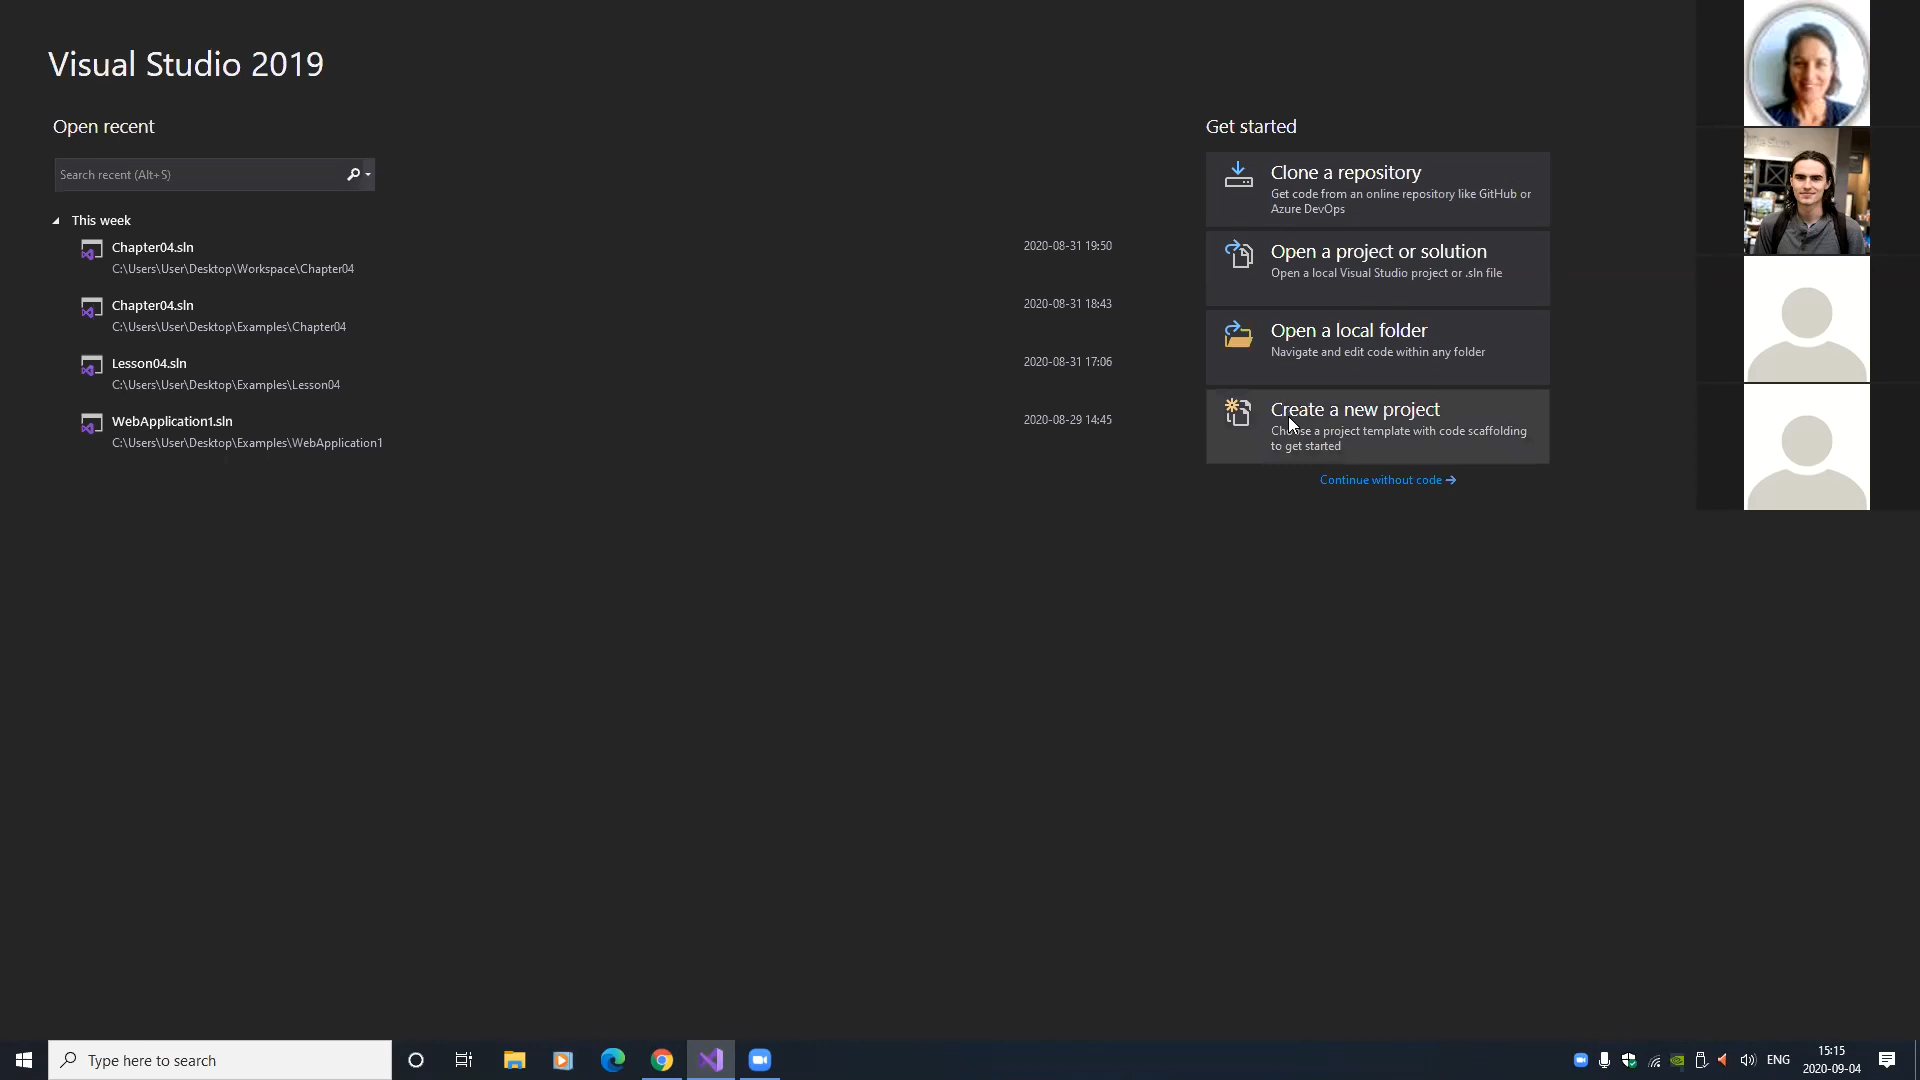 Visual Studio 2019
Open recent
Search recent (Alt+S)
This week
Chapter04.sln
2020-08-31 19:50
C:\Users\User\Desktop\Workspace\Chapter04
Chapter04.sln
2020-08-31 18:43
C:\Users\User\Desktop\Examples\Chapter04
Lesson04.sln
2020-08-31 17:06
C:\Users\User\Desktop\Examples\Lesson04
WebApplication1.sln
2020-08-29 14:45
C:\Users\User\Desktop\Examples\WebApplication1
Get started
Clone a repository
Get code from an online repository like GitHub or
Azure DevOps
Open a project or solution
Open a local Visual Studio project or .sln file
Open a local folder
Navigate and edit code within any folder
Create a new project
Choose a project template with code scaffolding
to get started
Continue without code
Type here to search
ENG
15:15
2020-09-04